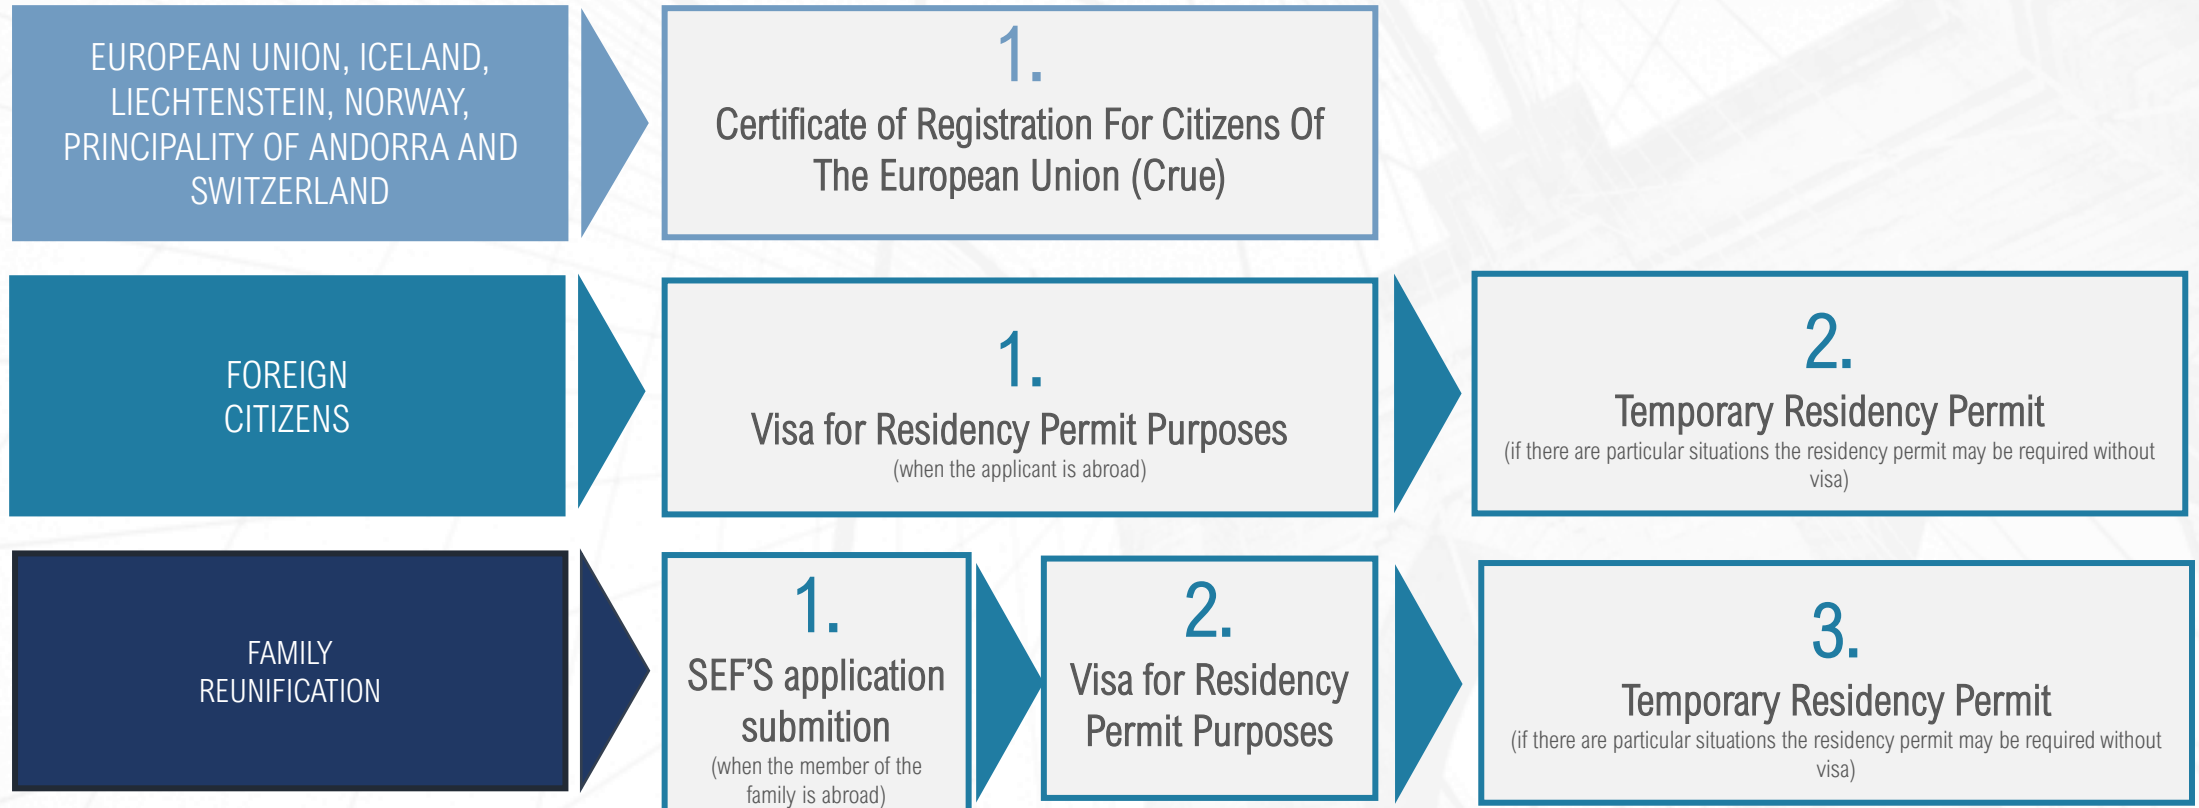 EUROPEAN UNION, ICELAND,
LIECHTENSTEIN, NORWAY,
PRINCIPALITY OF ANDORRA AND
SWITZERLAND
1.
Certificate of Registration For Citizens Of
The European Union (Crue)
FOREIGN
CITIZENS
1.
Visa for Residency Permit Purposes
(when the applicant is abroad)
2.
Temporary Residency Permit
(if there are particular situations the residency permit may be required without
visa)
FAMILY
REUNIFICATION
1.
SEF'S application
submition
(when the member of the
family is abroad)
2.
Visa for Residency
Permit Purposes
3.
Temporary Residency Permit
(if there are particular situations the residency permit may be required without
visa)